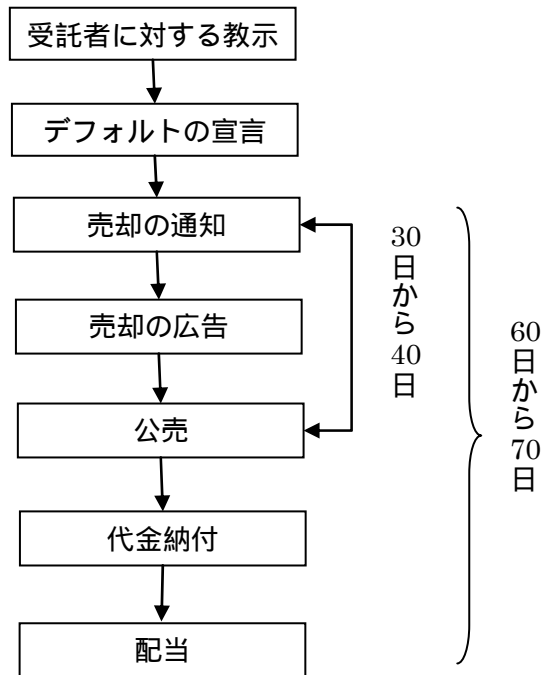 受託者に対する教示
デフォルトの宣言
売却の通知
売却の広告
公売
代金納付
配当
30日から40日
60日から70日